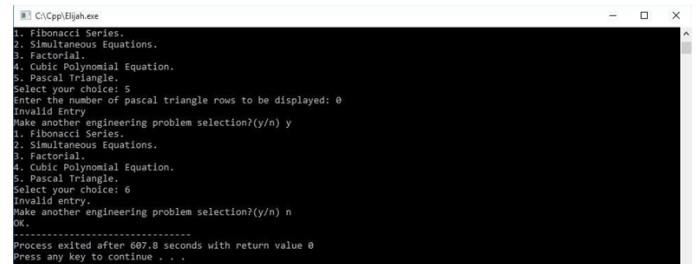 C:\Cpp\Elijah.exe
1. Fibonacci Series.
2. Simultaneous Equations.
3. Factorial.
4. Cubic Polynomial Equation.
5. Pascal Triangle.
Select your choice: 5
Enter the number of pascal triangle rows to be displayed: 0
Invalid Entry
Make another engineering problem selection?(y/n) y
1. Fibonacci Series.
2. Simultaneous Equations.
3. Factorial.
4. Cubic Polynomial Equation.
5. Pascal Triangle.
Select your choice: 6
Invalid entry.
Make another engineering problem selection?(y/n) n
OK.
--------------------------------
Process exited after 607.8 seconds with return value 0
Press any key to continue . . .